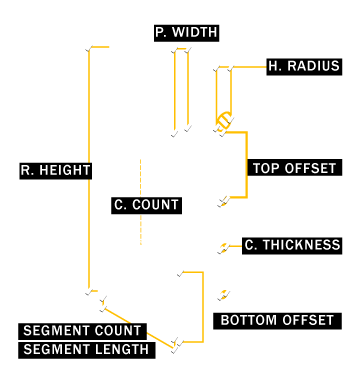 P. WIDTH
H. RADIUS
R. HEIGHT
TOP OFFSET
C. COUNT
C. THICKNESS
BOTTOM OFFSET
SEGMENT COUNT
SEGMENT LENGTH